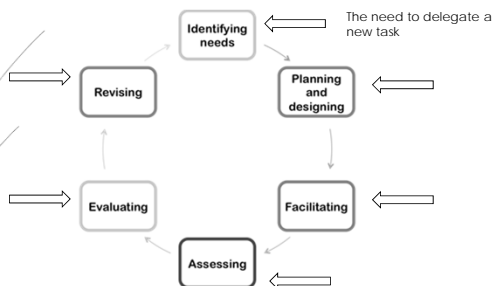 Identifying
needs
The need to delegate a
new task
Planning
and
designing
Facilitating
Assessing
Evaluating
Revising